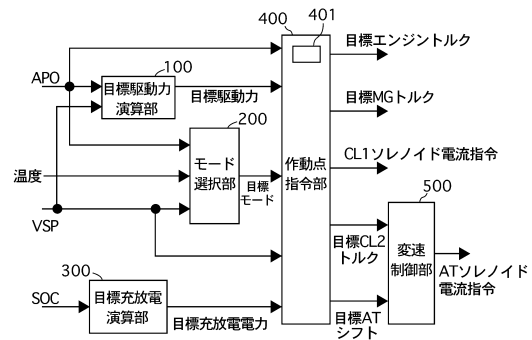 400
401
目標エンジントルク
APO
100
目標駆動力
演算部
目標駆動力
目標MGトルク
200
温度
モード
選択部
目標
モード
作動点
指令部
CL1ソレノイド電流指令
VSP
500
目標CL2
トルク
変速
制御部
ATソレノイド
電流指令
300
SOC
目標充放電
演算部
目標充放電電力
目標AT
シフト